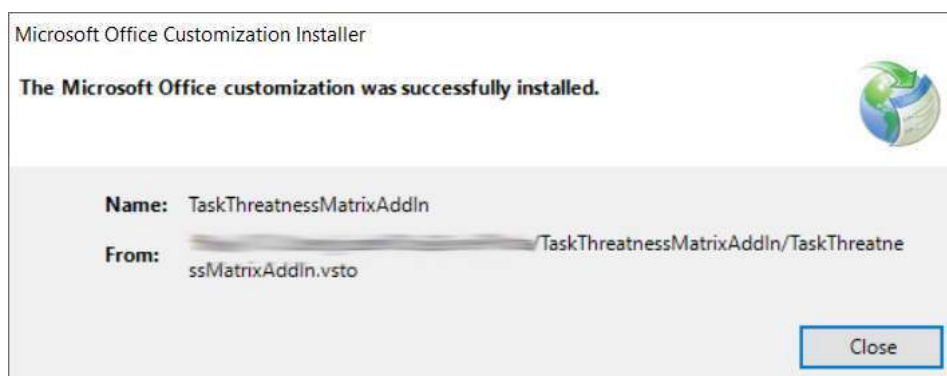 Microsoft Office Customization Installer
The Microsoft Office customization was successfully installed.
Name: TaskThreatnessMatrixAddIn
From: /TaskThreatnessMatrixAddIn/TaskThreatne
ssMatrixAddIn.vsto
Close